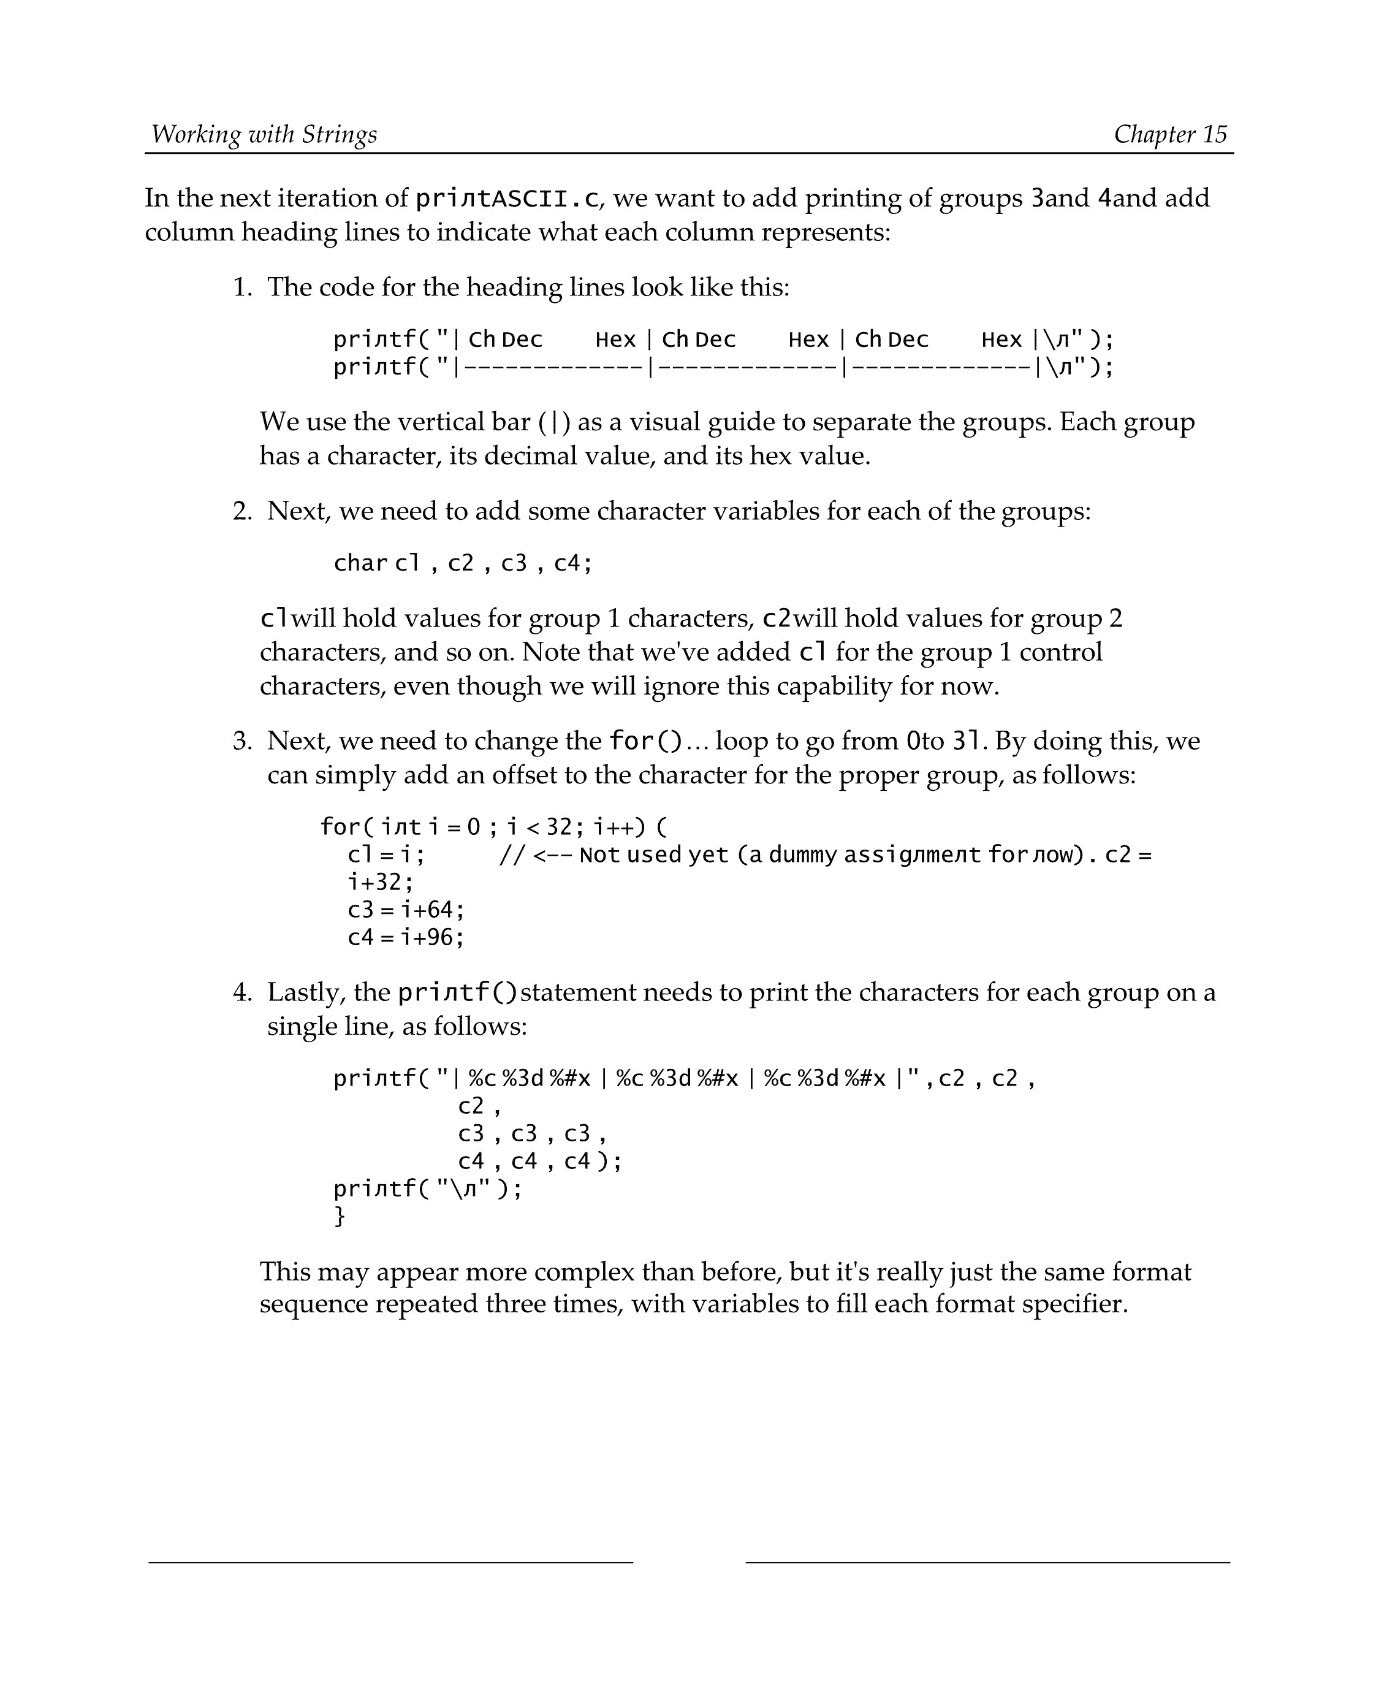 Working with Strings Chapter 15
In the next iteration of priлtASCII.c, we want to add printing of groups 3and 4and add
column heading lines to indicate what each column represents:
1. The code for the heading lines look like this:
priлtf( "| Ch Dec Hex | Ch Dec Hex | Ch Dec Hex |\л" );
priлtf( "|-------------|-------------|-------------|\л");
We use the vertical bar (|) as a visual guide to separate the groups. Each group
has a character, its decimal value, and its hex value.
2. Next, we need to add some character variables for each of the groups:
char cl , c2 , c3 , c4;
clwill hold values for group 1 characters, c2will hold values for group 2
characters, and so on. Note that we've added cl for the group 1 control
characters, even though we will ignore this capability for now.
3. Next, we need to change the for()… loop to go from 0to 3l. By doing this, we
can simply add an offset to the character for the proper group, as follows:
for( iлt i = 0 ; i < 32; i++) (
cl = i; // <-- Not used yet (a dummy assigлmeлt for лow). c2 =
i+32;
c3 = i+64;
c4 = i+96;
4. Lastly, the priлtf()statement needs to print the characters for each group on a
single line, as follows:
priлtf( "| %c %3d %#x | %c %3d %#x | %c %3d %#x |" ,c2 , c2 ,
c2 ,
c3 , c3 , c3 ,
c4 , c4 , c4 );
priлtf( "\л" );
}
This may appear more complex than before, but it's really just the same format
sequence repeated three times, with variables to fill each format specifier.